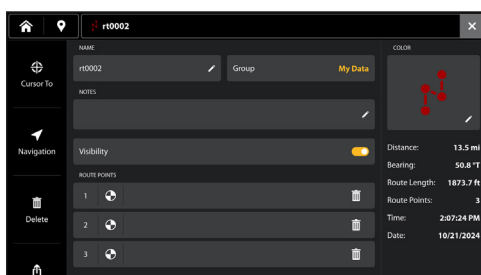 rt0002
NAME
COLOR
rt0002
Group
My Data
Cursor To
NOTES
Navigation
Visibility
Distance: 13.5 mi
Bearing: 50.8 °T
ROUTE POINTS
Route Length: 1873.7 ft
1
Route Points: 3
Delete
2
Time: 2:07:24 PM
Date: 10/21/2024
3